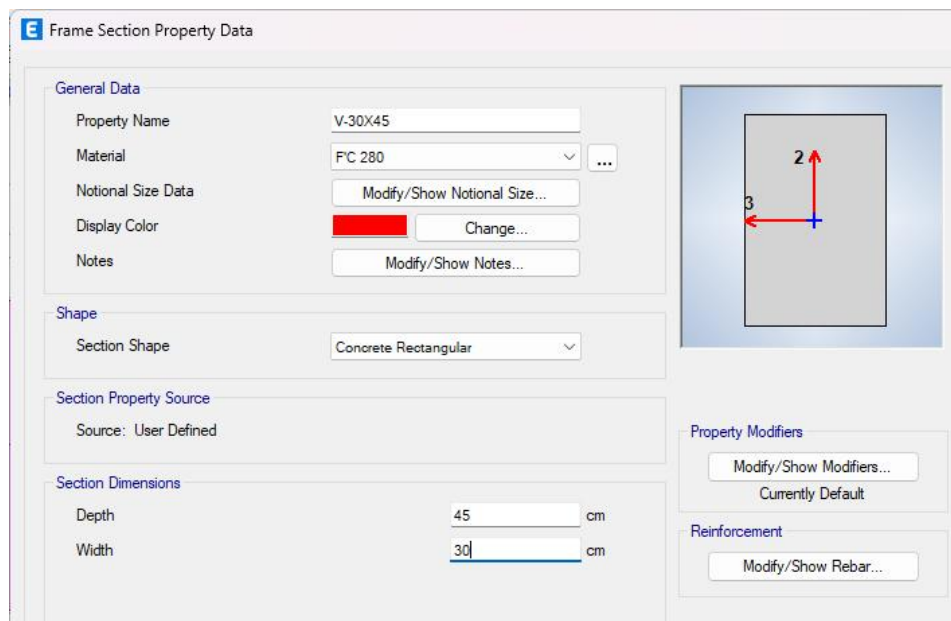 E Frame Section Property Data
General Data
Property Name V-30X45
Material F'C 280 ...
Notional Size Data Modify/Show Notional Size...
Display Color Change...
Notes Modify/Show Notes...
Shape
Section Shape Concrete Rectangular
Section Property Source
Source: User Defined
Section Dimensions
Depth 45 cm
Width 30 cm
2
3
Property Modifiers
Modify/Show Modifiers...
Currently Default
Reinforcement
Modify/Show Rebar...